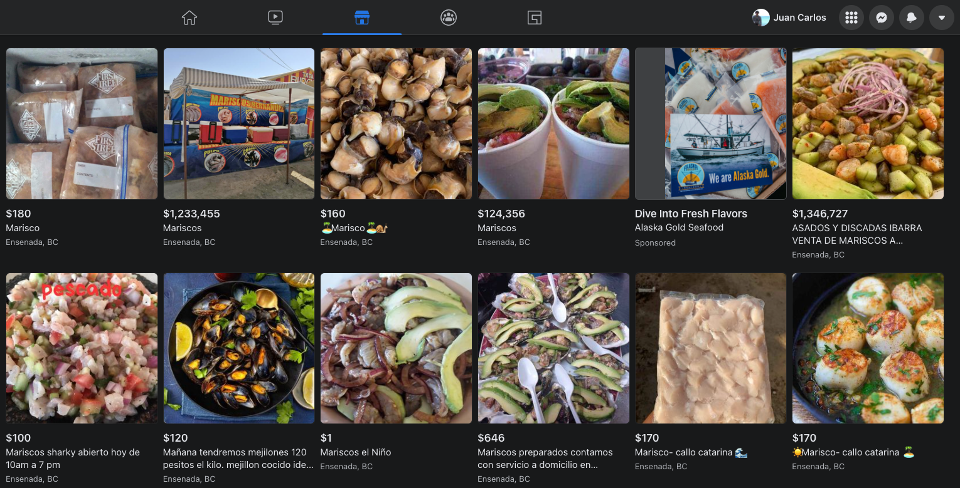 Juan Carlos
MARISCOS
pescado
We are Alaska Gold.
$180
Marisco
Ensenada, BC
$1,233,455
Mariscos
Ensenada, BC
$160
🏝️Marisco🏝️🐌
Ensenada, BC
$124,356
Mariscos
Ensenada, BC
Dive Into Fresh Flavors
Alaska Gold Seafood
Sponsored
$1,346,727
ASADOS Y DISCADAS IBARRA
VENTA DE MARISCOS A...
Ensenada, BC
$100
Mariscos sharky abierto hoy de
10am a 7 pm
Ensenada, BC
$120
Mañana tendremos mejilones 120
pesitos el kilo. mejillon cocido ide...
Ensenada, BC
$1
Mariscos el Niño
Ensenada, BC
$646
Mariscos preparados contamos
con servicio a domicilio en...
Ensenada, BC
$170
Marisco- callo catarina 🌊
Ensenada, BC
$170
☀️Marisco- callo catarina 🏝️
Ensenada, BC